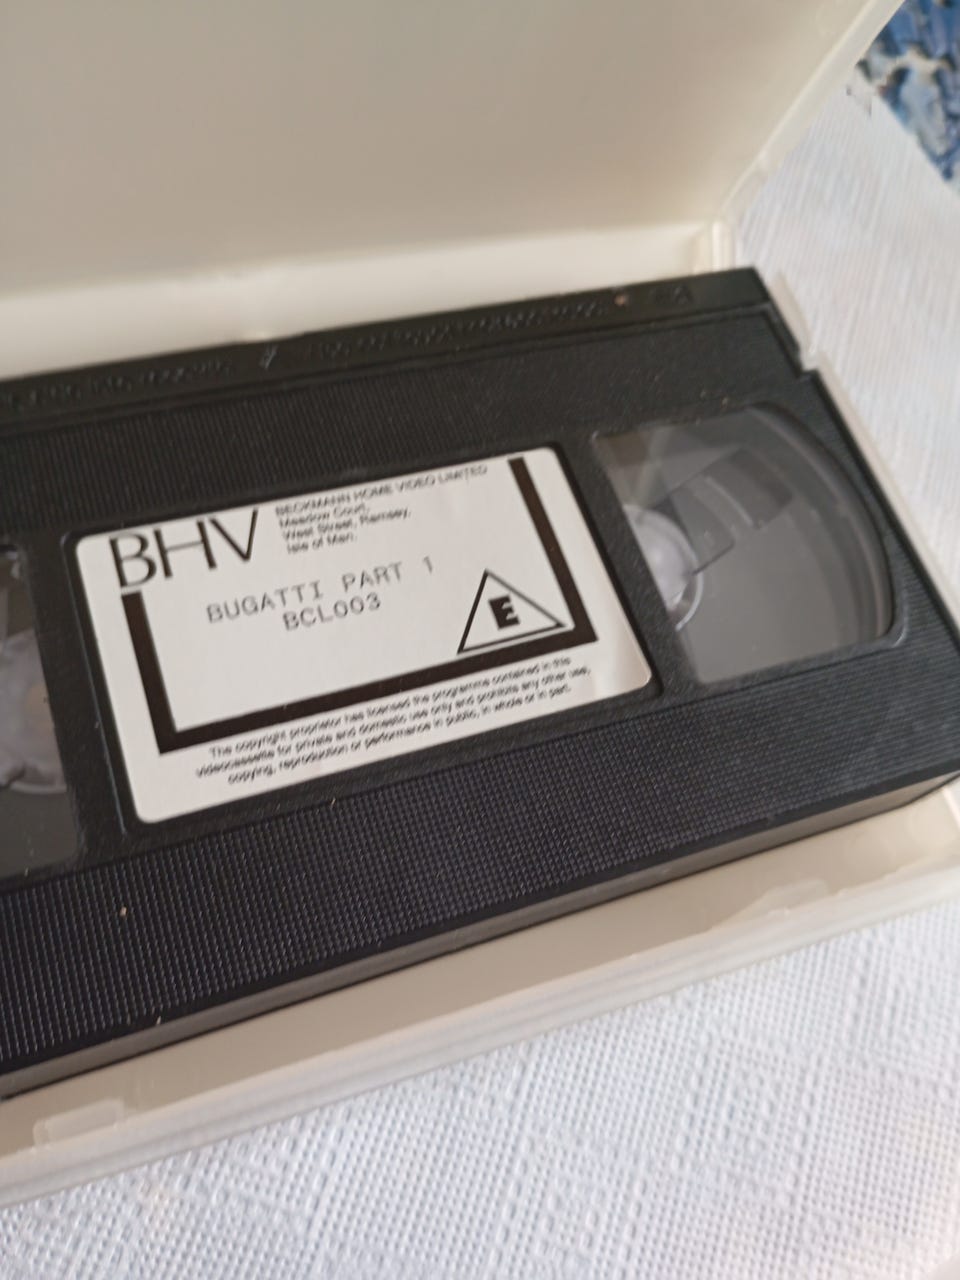 BHV
BECKMANN HOME VIDEO LIMITED
Meadow Court,
West Street, Ramsey,
Isle of Man.
BUGATTI PART 1
BCL003
E
The copyright proprietor has licensed the programme contained in this
videocassette for private and domestic use only and prohibits any other use,
copying, reproduction or performance in public, in whole or in part.